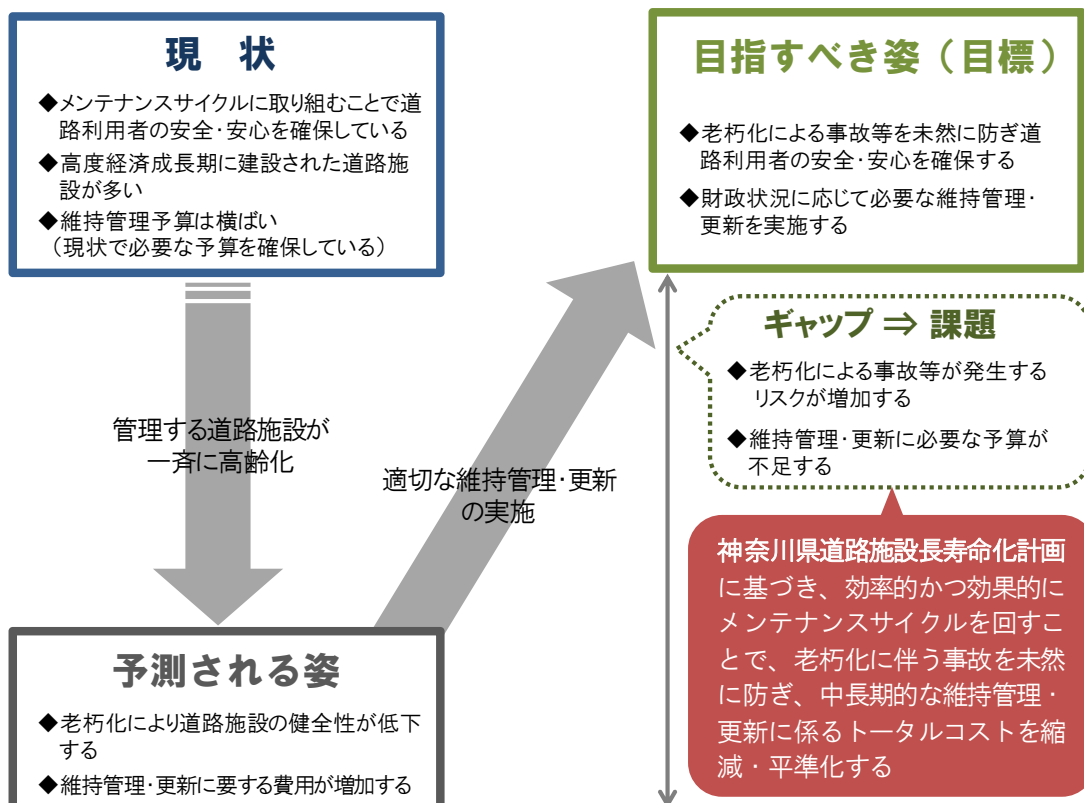 現　状
◆メンテナンスサイクルに取り組むことで道
路利用者の安全・安心を確保している
◆高度経済成長期に建設された道路施
設が多い
◆維持管理予算は横ばい
（現状で必要な予算を確保している）
管理する道路施設が
一斉に高齢化
予測される姿
◆老朽化により道路施設の健全性が低下
する
◆維持管理・更新に要する費用が増加する
適切な維持管理・更新
の実施
目指すべき姿（目標）
◆老朽化による事故等を未然に防ぎ道
路利用者の安全・安心を確保する
◆財政状況に応じて必要な維持管理・
更新を実施する
ギャップ ⇒ 課題
◆老朽化による事故等が発生する
リスクが増加する
◆維持管理・更新に必要な予算が
不足する
神奈川県道路施設長寿命化計画
に基づき、効率的かつ効果的に
メンテナンスサイクルを回すこ
とで、老朽化に伴う事故を未然
に防ぎ、中長期的な維持管理・
更新に係るトータルコストを縮
減・平準化する